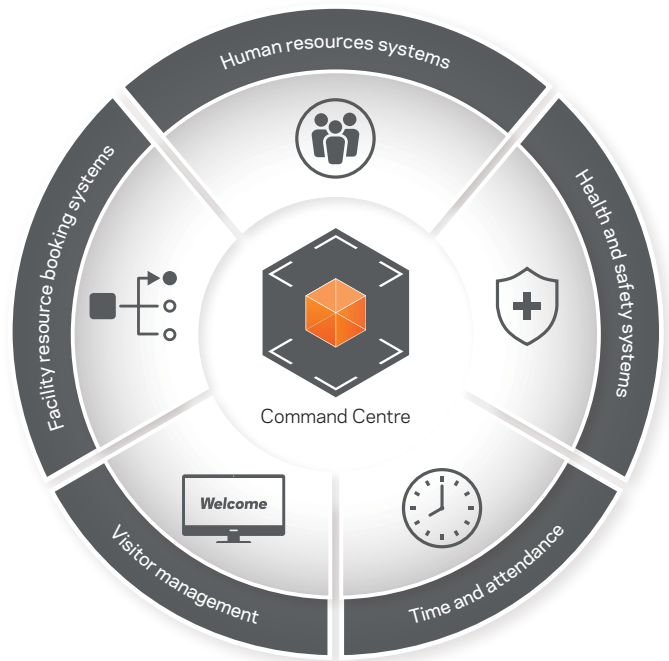 Human resources systems
Health and safety systems
Time and attendance
Visitor management
Facility resource booking systems
Welcome
Command Centre